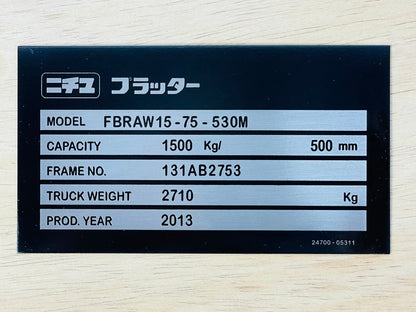 ニチユ プラッター
MODEL FBRAW15-75-530M
CAPACITY 1500 Kg/ 500 mm
FRAME NO. 131AB2753
TRUCK WEIGHT 2710 Kg
PROD. YEAR 2013
24700-05311